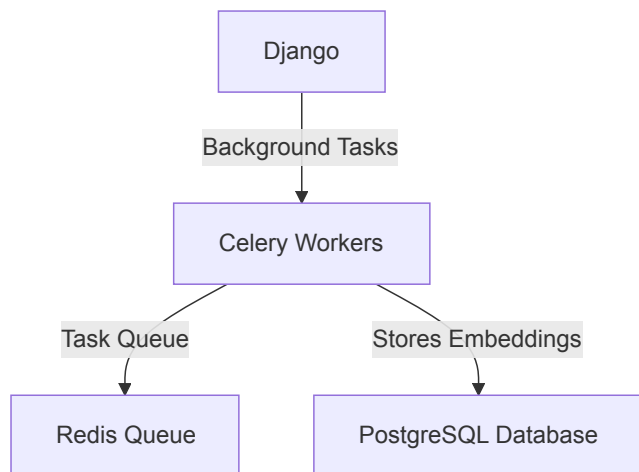 Django
Background Tasks
Celery Workers
Task Queue
Stores Embeddings
Redis Queue
PostgreSQL Database